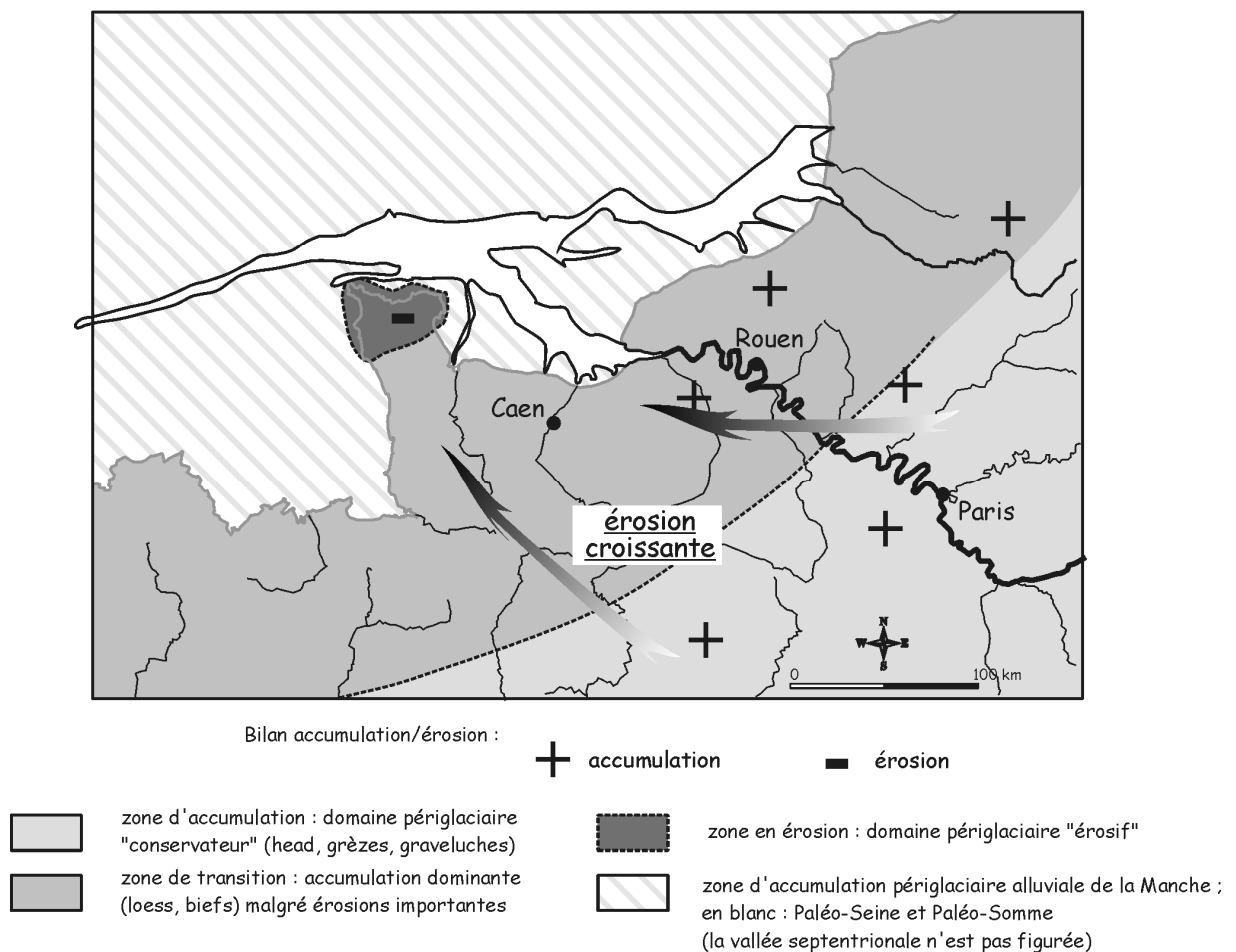 Rouen
Caen
érosion
croissante
Paris
N
W E
S
0 100 km
Bilan accumulation/érosion :
accumulation
érosion
zone d'accumulation : domaine périglaciaire
"conservateur" (head, grèzes, graveluches)
zone de transition : accumulation dominante
(loess, biefs) malgré érosions importantes
zone en érosion : domaine périglaciaire "érosif"
zone d'accumulation périglaciaire alluviale de la Manche ;
en blanc : Paléo-Seine et Paléo-Somme
(la vallée septentrionale n'est pas figurée)